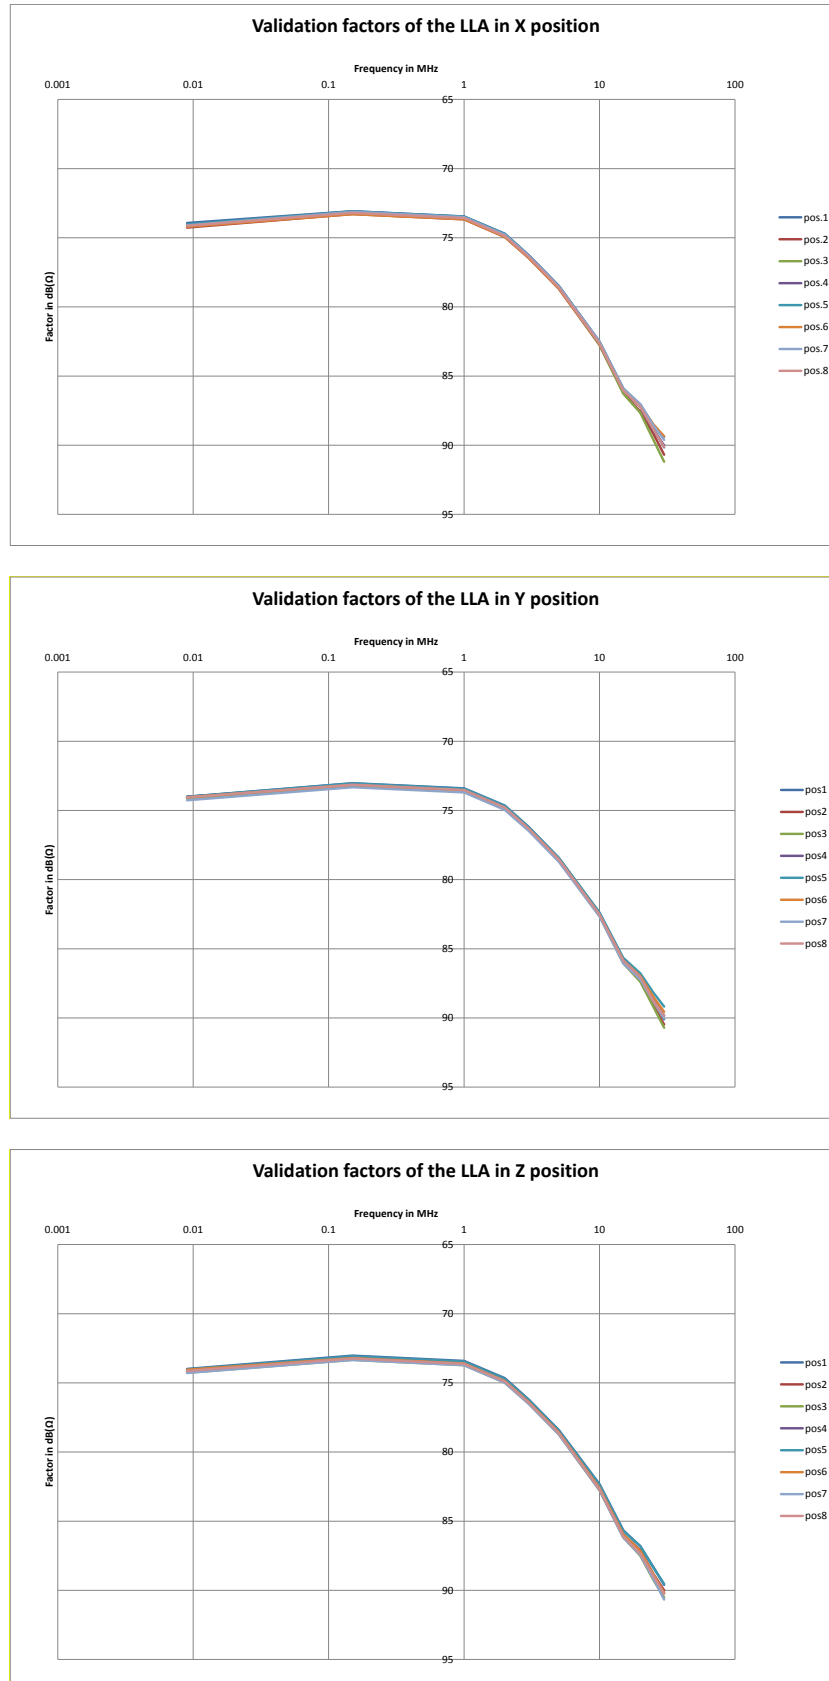 Validation factors of the LLA in X position
Frequency in MHz
0.001 0.01 0.1 1 10 100
65
70
75
80
85
90
95
Factor in dB(Ω)
pos.1
pos.2
pos.3
pos.4
pos.5
pos.6
pos.7
pos.8
Validation factors of the LLA in Y position
Frequency in MHz
0.001 0.01 0.1 1 10 100
65
70
75
80
85
90
95
Factor in dB(Ω)
pos1
pos2
pos3
pos4
pos5
pos6
pos7
pos8
Validation factors of the LLA in Z position
Frequency in MHz
0.001 0.01 0.1 1 10 100
65
70
75
80
85
90
95
Factor in dB(Ω)
pos1
pos2
pos3
pos4
pos5
pos6
pos7
pos8